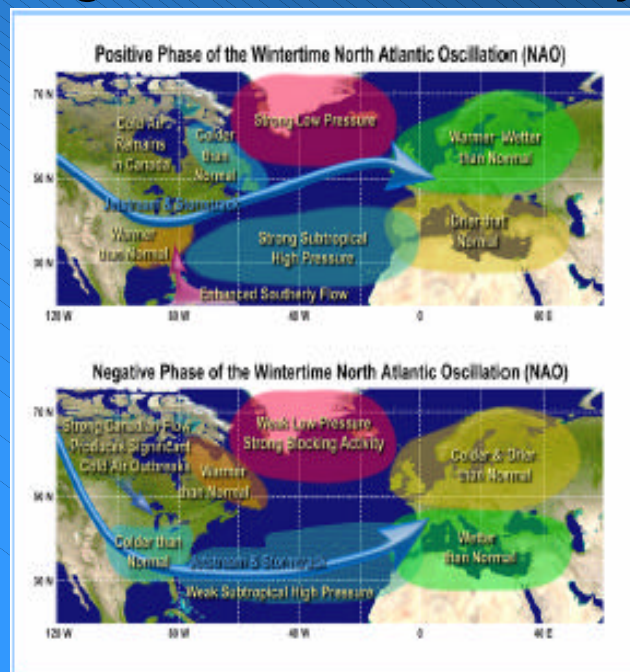 Positive Phase of the Wintertime North Atlantic Oscillation (NAO)
70 N
Cold Air
Remains
in Canada
Colder
than
Normal
Strong Low Pressure
Warmer-Wetter
than Normal
50 N
Jetstream & Stormtrack
Warmer
than Normal
Strong Subtropical
High Pressure
Drier than
Normal
30 N
Enhanced Southerly Flow
120 W
80 W
40 W
0
40 E
Negative Phase of the Wintertime North Atlantic Oscillation (NAO)
70 N
Strong Canadian Flow
Produces Significant
Cold Air Outbreaks
Weak Low Pressure
Strong Blocking Activity
Warmer
than Normal
Colder & Drier
than Normal
50 N
Colder than
Normal
Jetstream & Stormtrack
Wetter
than Normal
30 N
Weak Subtropical High Pressure
120 W
80 W
40 W
0
40 E